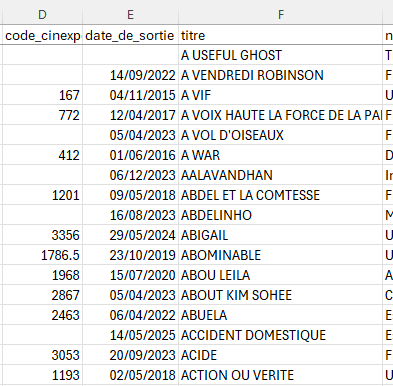 D E F
code_cinexp date_de_sortie titre n
A USEFUL GHOST T
14/09/2022 A VENDREDI ROBINSON F
167 04/11/2015 A VIF U
772 12/04/2017 A VOIX HAUTE LA FORCE DE LA PAI F
05/04/2023 A VOL D'OISEAUX F
412 01/06/2016 A WAR D
06/12/2023 AALAVANDHAN In
1201 09/05/2018 ABDEL ET LA COMTESSE F
16/08/2023 ABDELINHO M
3356 29/05/2024 ABIGAIL U
1786.5 23/10/2019 ABOMINABLE U
1968 15/07/2020 ABOU LEILA A
2867 05/04/2023 ABOUT KIM SOHEE C
2463 06/04/2022 ABUELA E
14/05/2025 ACCIDENT DOMESTIQUE E
3053 20/09/2023 ACIDE F
1193 02/05/2018 ACTION OU VERITE U